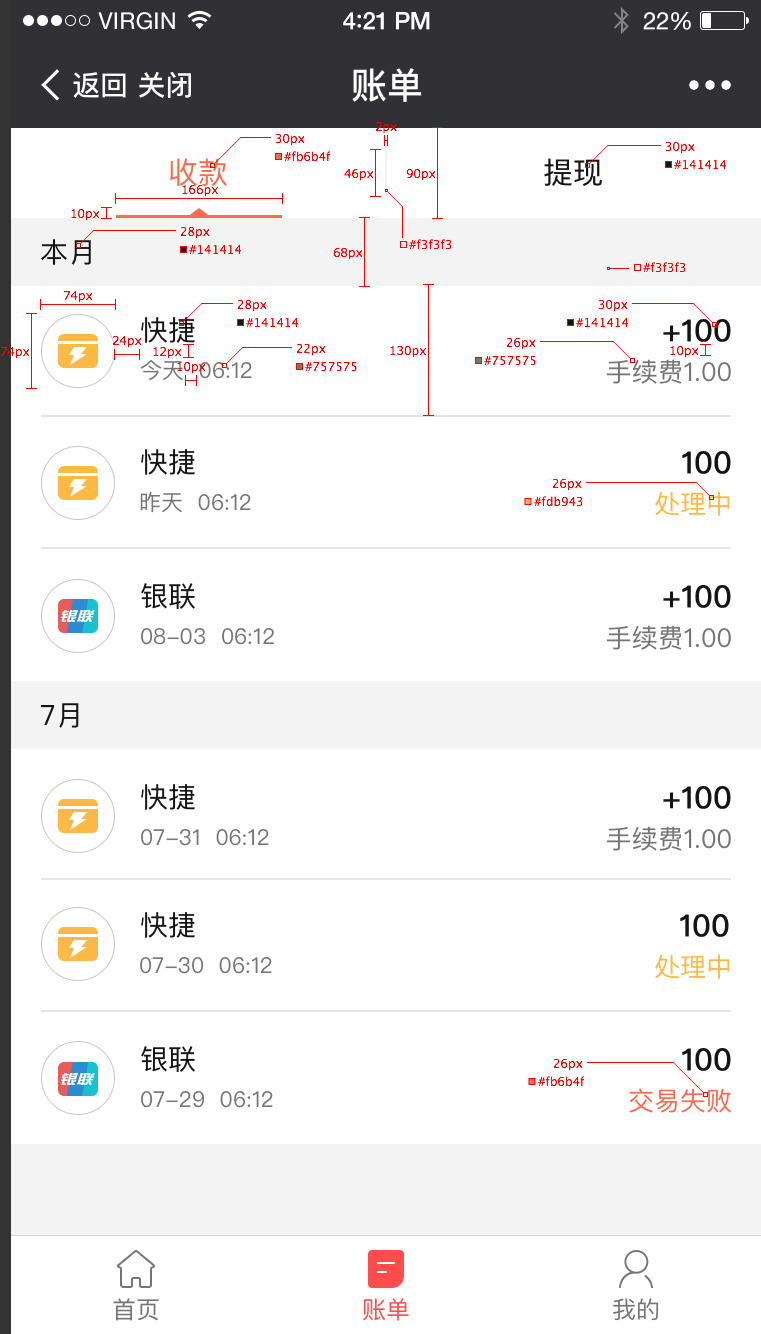 VIRGIN 4:21 PM 22%
返回 关闭 账单
2px
30px 30px
收款 #fb6b4f 46px 90px 提现 #141414
166px
10px
28px
本月 #141414 68px #f3f3f3
#f3f3f3
74px
28px 30px
快捷 #141414 #141414 +100
74px 24px 12px 22px 130px 26px 10px
今天 06:12 #757575 #757575 手续费1.00
10px
快捷 100
26px
昨天 06:12 #fdb943 处理中
银联 +100
08-03 06:12 手续费1.00
7月
快捷 +100
07-31 06:12 手续费1.00
快捷 100
07-30 06:12 处理中
银联 26px 100
#fb6b4f
07-29 06:12 交易失败
银联
银联
首页 账单 我的